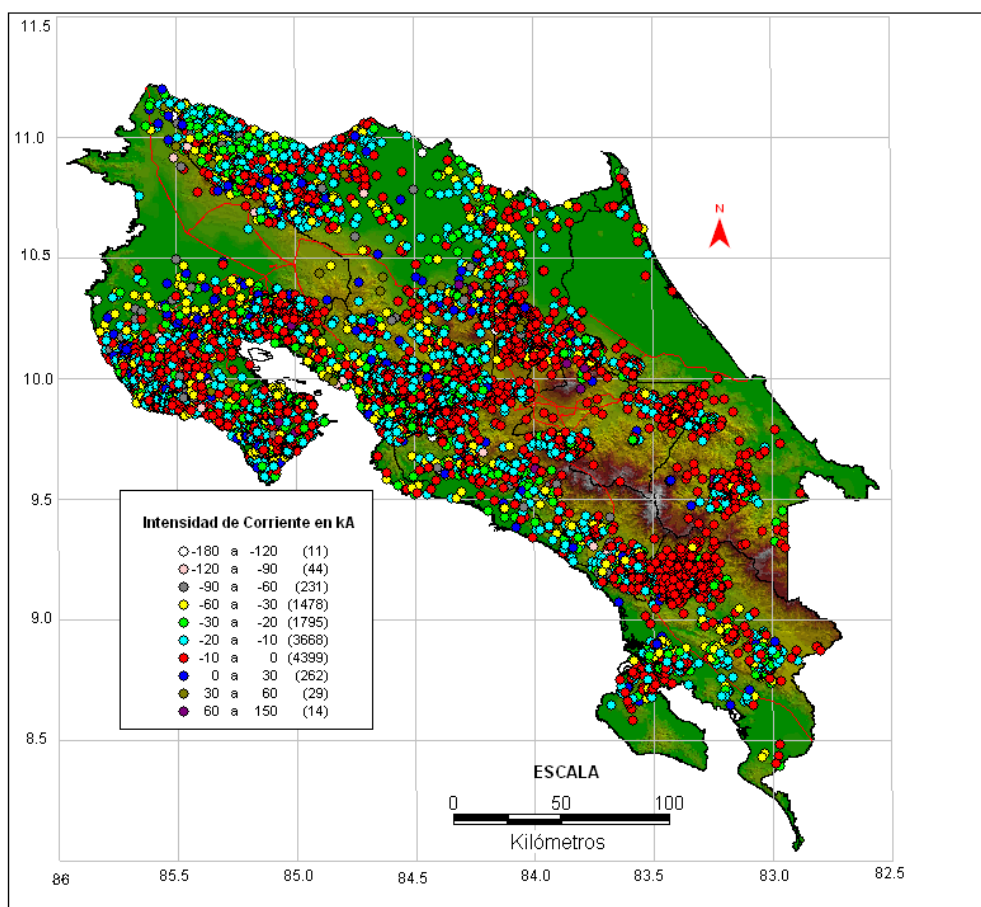 11.5
11.0
10.5
10.0
9.5
9.0
8.5
N
Intensidad de Corriente en kA
-180 a -120 (11)
-120 a -90 (44)
-90 a -60 (231)
-60 a -30 (1478)
-30 a -20 (1795)
-20 a -10 (3668)
-10 a 0 (4399)
0 a 30 (262)
30 a 60 (29)
60 a 150 (14)
ESCALA
0 50 100
Kilómetros
86 85.5 85.0 84.5 84.0 83.5 83.0 82.5